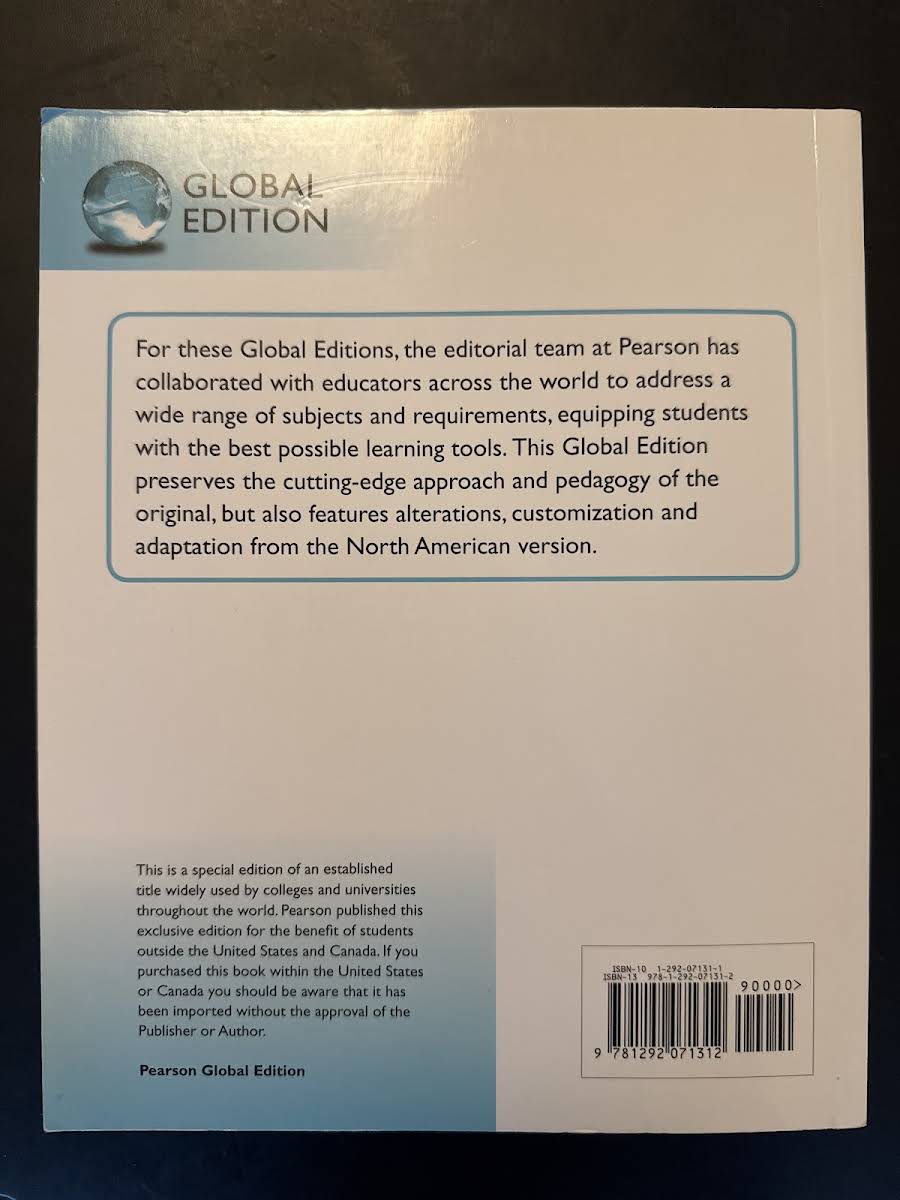 GLOBAL
EDITION
For these Global Editions, the editorial team at Pearson has
collaborated with educators across the world to address a
wide range of subjects and requirements, equipping students
with the best possible learning tools. This Global Edition
preserves the cutting-edge approach and pedagogy of the
original, but also features alterations, customization and
adaptation from the North American version.
This is a special edition of an established
title widely used by colleges and universities
throughout the world. Pearson published this
exclusive edition for the benefit of students
outside the United States and Canada. If you
purchased this book within the United States
or Canada you should be aware that it has
been imported without the approval of the
Publisher or Author.
Pearson Global Edition
ISBN-10 1-292-07131-1
ISBN-13 978-1-292-07131-2
90000>
9 781292 071312